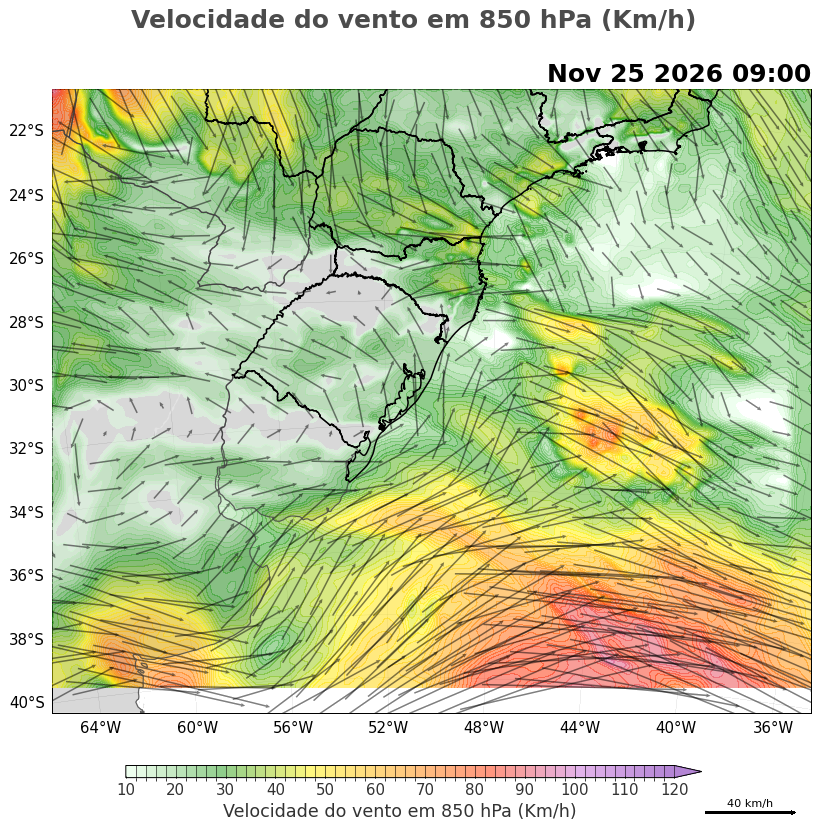 Velocidade do vento em 850 hPa (Km/h)
Nov 25 2026 09:00
22°S
24°S
26°S
28°S
30°S
32°S
34°S
36°S
38°S
40°S
64°W 60°W 56°W 52°W 48°W 44°W 40°W 36°W
10 20 30 40 50 60 70 80 90 100 110 120
Velocidade do vento em 850 hPa (Km/h)
40 km/h